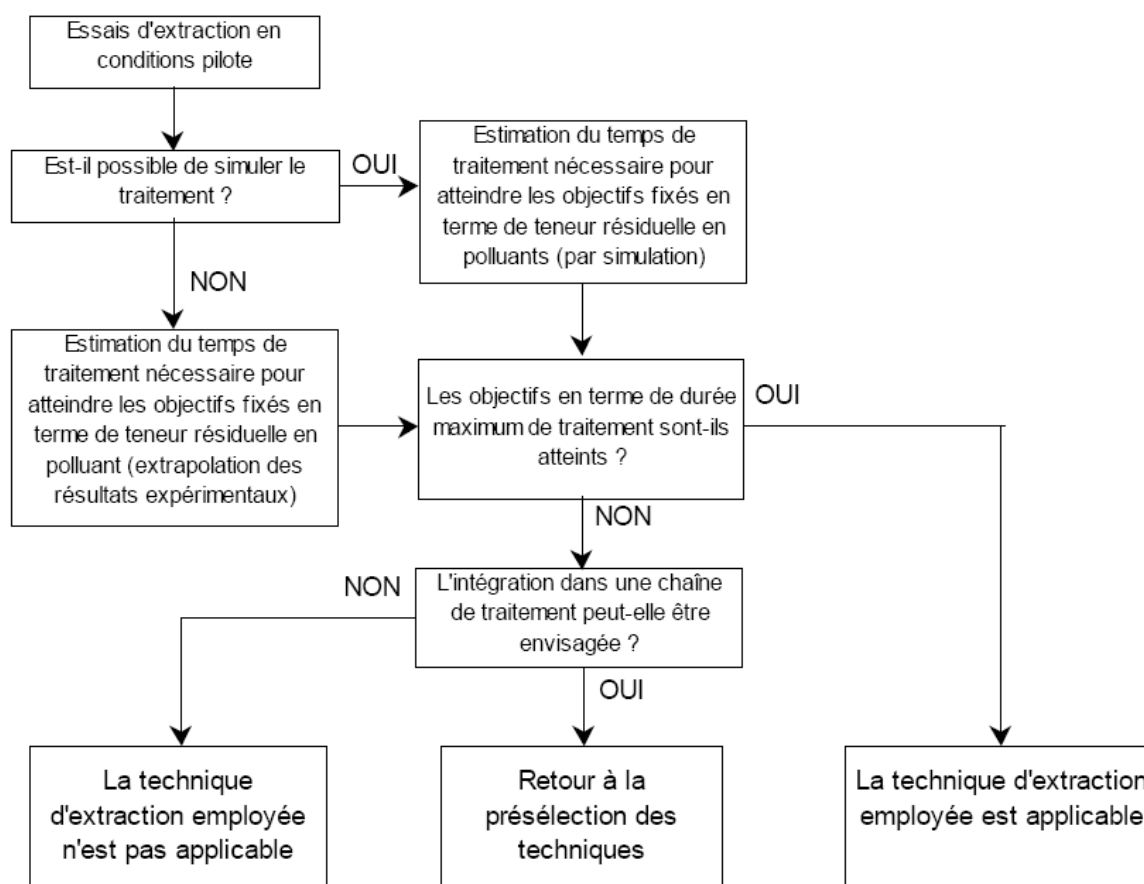 Essais d'extraction en
conditions pilote
Est-il possible de simuler le
traitement ?
OUI
Estimation du temps de
traitement nécessaire pour
atteindre les objectifs fixés en
terme de teneur résiduelle en
polluants (par simulation)
NON
Estimation du temps de
traitement nécessaire pour
atteindre les objectifs fixés en
terme de teneur résiduelle en
polluant (extrapolation des
résultats expérimentaux)
Les objectifs en terme de durée
maximum de traitement sont-ils
atteints ?
OUI
NON
L'intégration dans une chaîne
de traitement peut-elle être
envisagée ?
NON
OUI
La technique
d'extraction employée
n'est pas applicable
Retour à la
présélection des
techniques
La technique d'extraction
employée est applicable